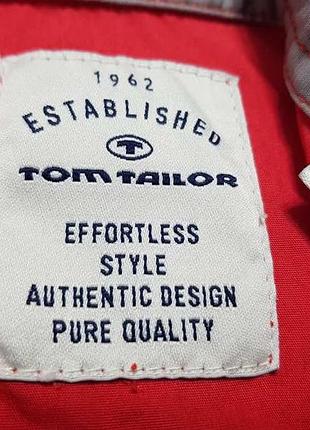 1962
ESTABLISHED
T
TOM TAILOR
EFFORTLESS
STYLE
AUTHENTIC DESIGN
PURE QUALITY